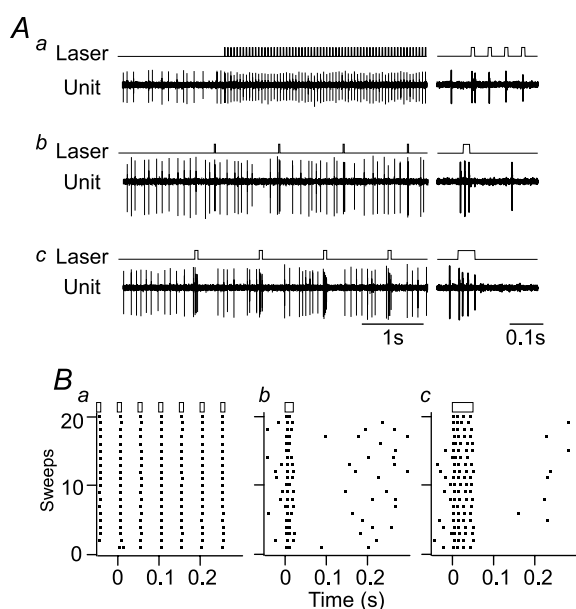 A
a
Laser
Unit
b
Laser
Unit
c
Laser
Unit
1s
0.1s
B
a
b
c
20
10
0
Sweeps
0 0.1 0.2
0 0.1 0.2
0 0.1 0.2
Time (s)